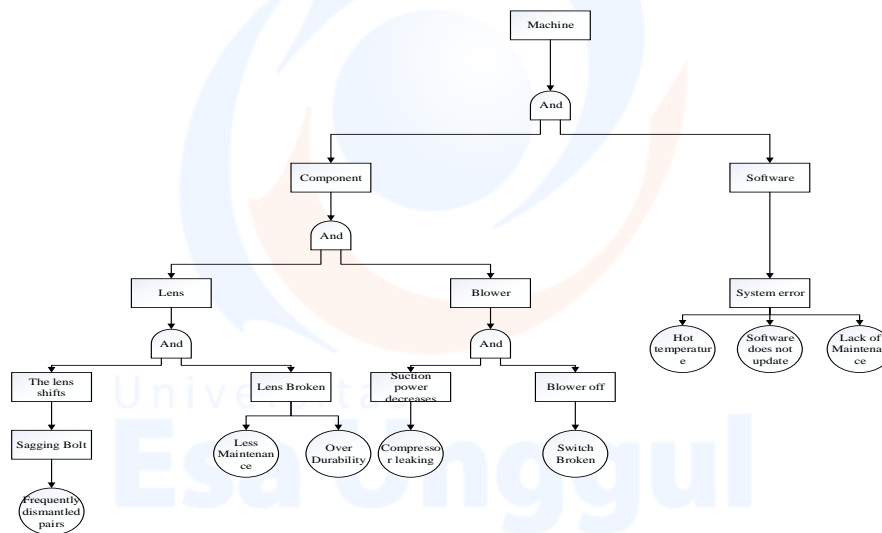 Machine
And
Component
Software
And
Lens
Blower
System error
And
And
Hot
temperatur
e
Software
does not
update
Lack of
Maintena
nce
The lens
shifts
Lens Broken
Suction
power
decreases
Blower off
Sagging Bolt
Less
Maintenan
ce
Over
Durability
Compresso
r leaking
Switch
Broken
Frequently
dismantled
pairs
Universitas
Esa Unggul